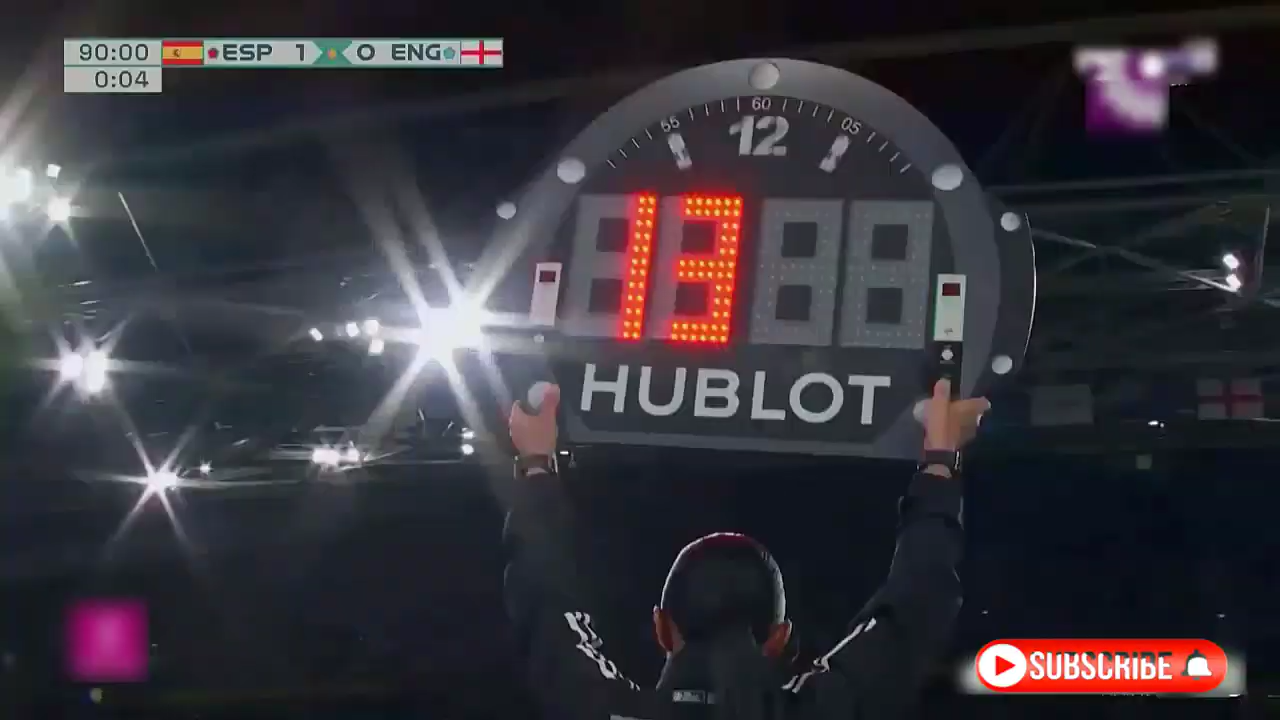 90:00 ESP 1 0 ENG
0:04
55 60 05
12
13
HUBLOT
SUBSCRIBE